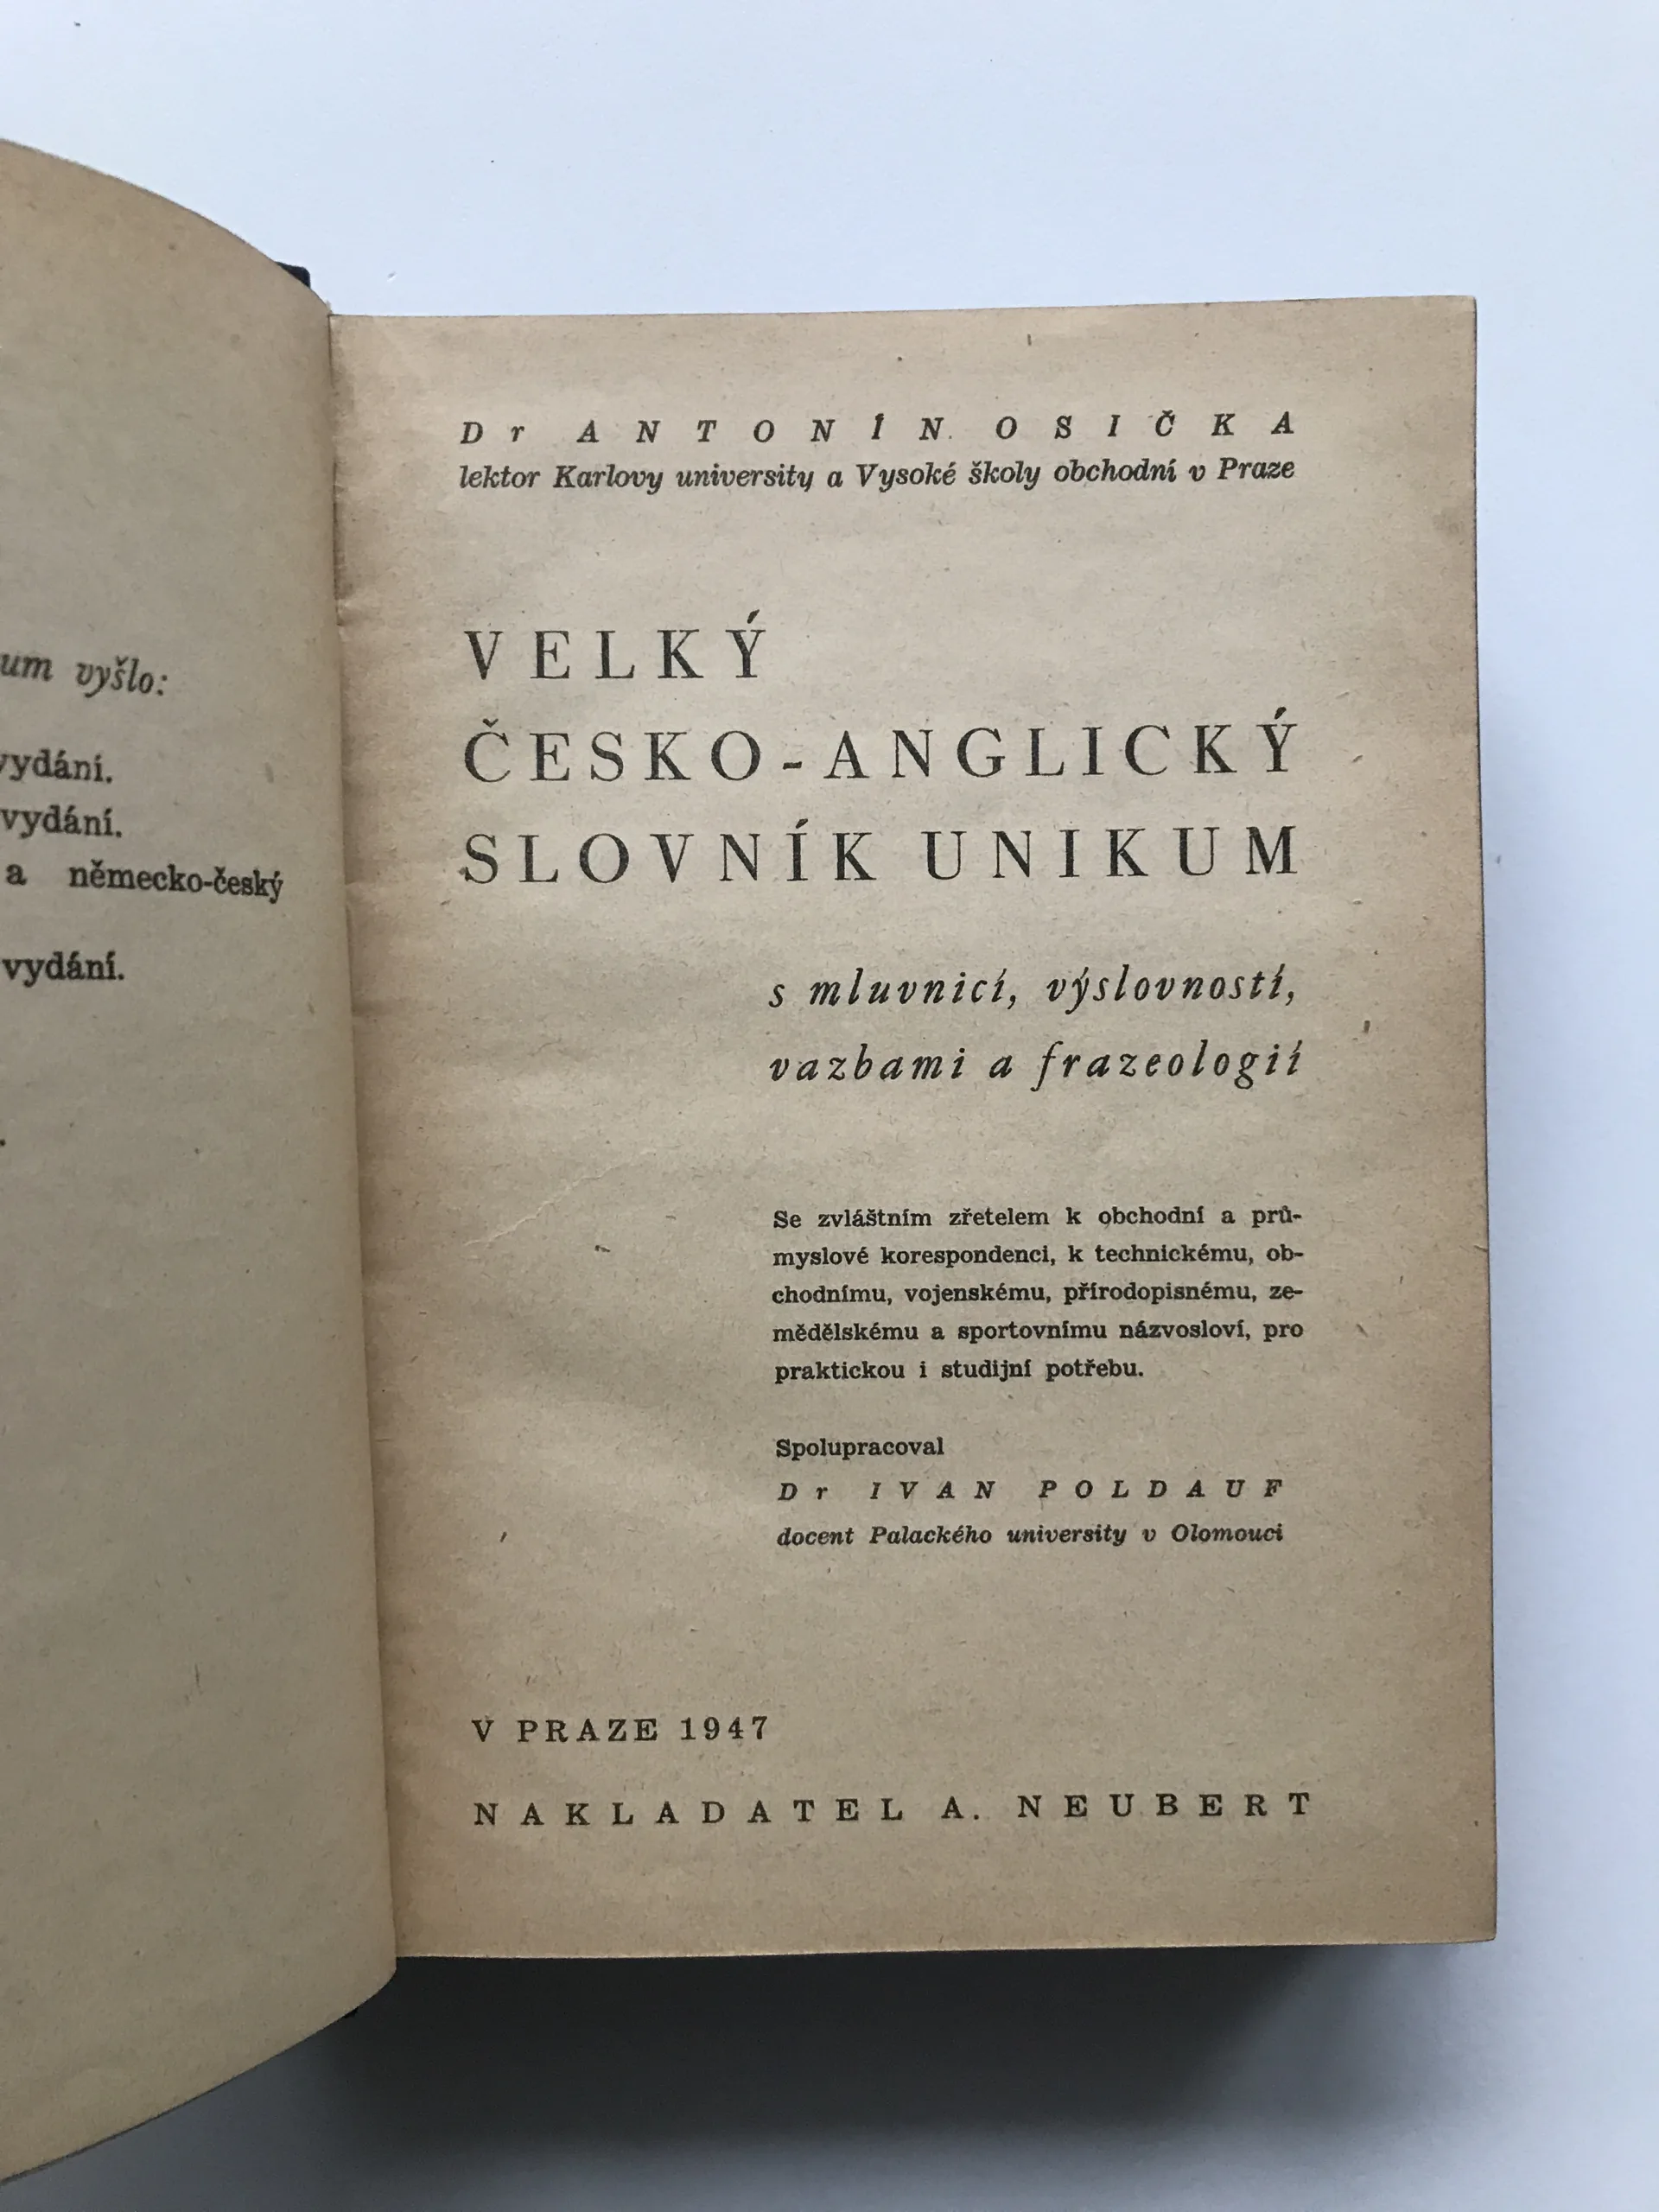 um vyšlo:
vydání.
vydání.
a německo-český
vydání.
Dr ANTONÍN OSIČKA
lektor Karlovy university a Vysoké školy obchodní v Praze
VELKÝ
ČESKO-ANGLICKÝ
SLOVNÍK UNIKUM
s mluvnicí, výslovností,
vazbami a frazeologií
Se zvláštním zřetelem k obchodní a prů-
myslové korespondenci, k technickému, ob-
chodnímu, vojenskému, přírodopisnému, ze-
mědělskému a sportovnímu názvosloví, pro
praktickou i studijní potřebu.
Spolupracoval
Dr IVAN POLDAUF
docent Palackého university v Olomouci
V PRAZE 1947
NAKLADATEL A. NEUBERT